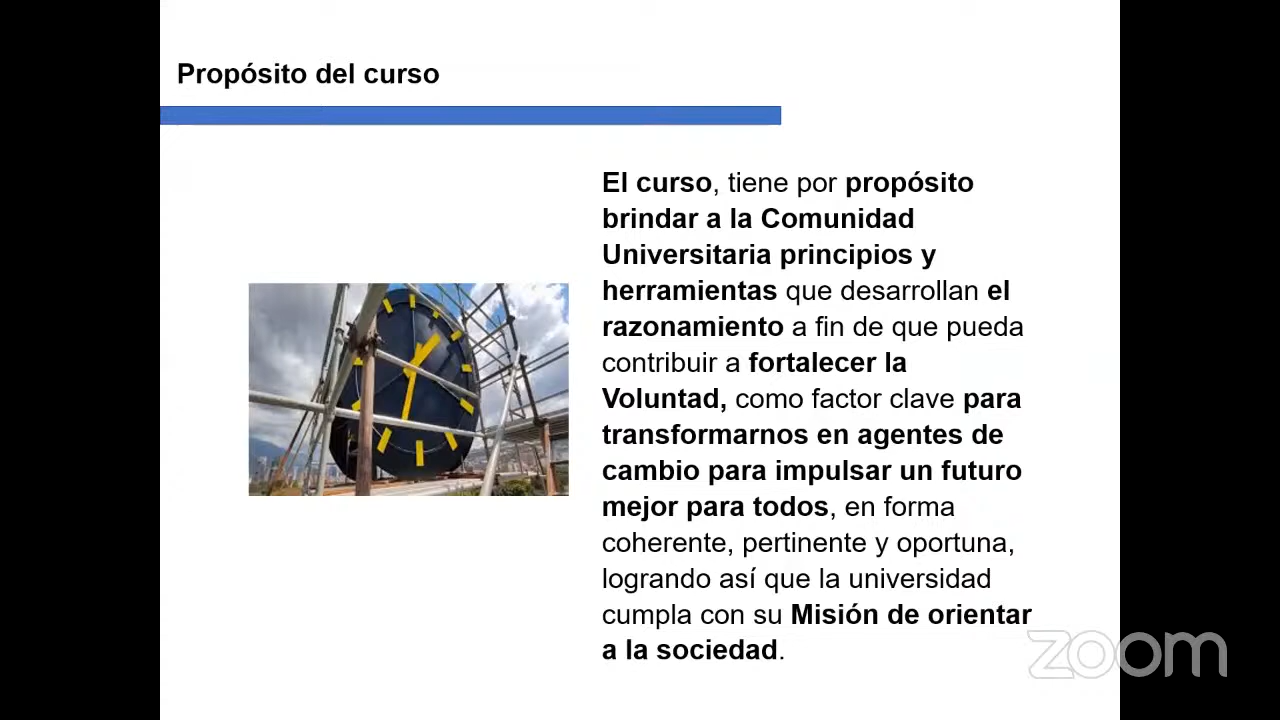 Propósito del curso
El curso, tiene por propósito
brindar a la Comunidad
Universitaria principios y
herramientas que desarrollan el
razonamiento a fin de que pueda
contribuir a fortalecer la
Voluntad, como factor clave para
transformarnos en agentes de
cambio para impulsar un futuro
mejor para todos, en forma
coherente, pertinente y oportuna,
logrando así que la universidad
cumpla con su Misión de orientar
a la sociedad.
zoom